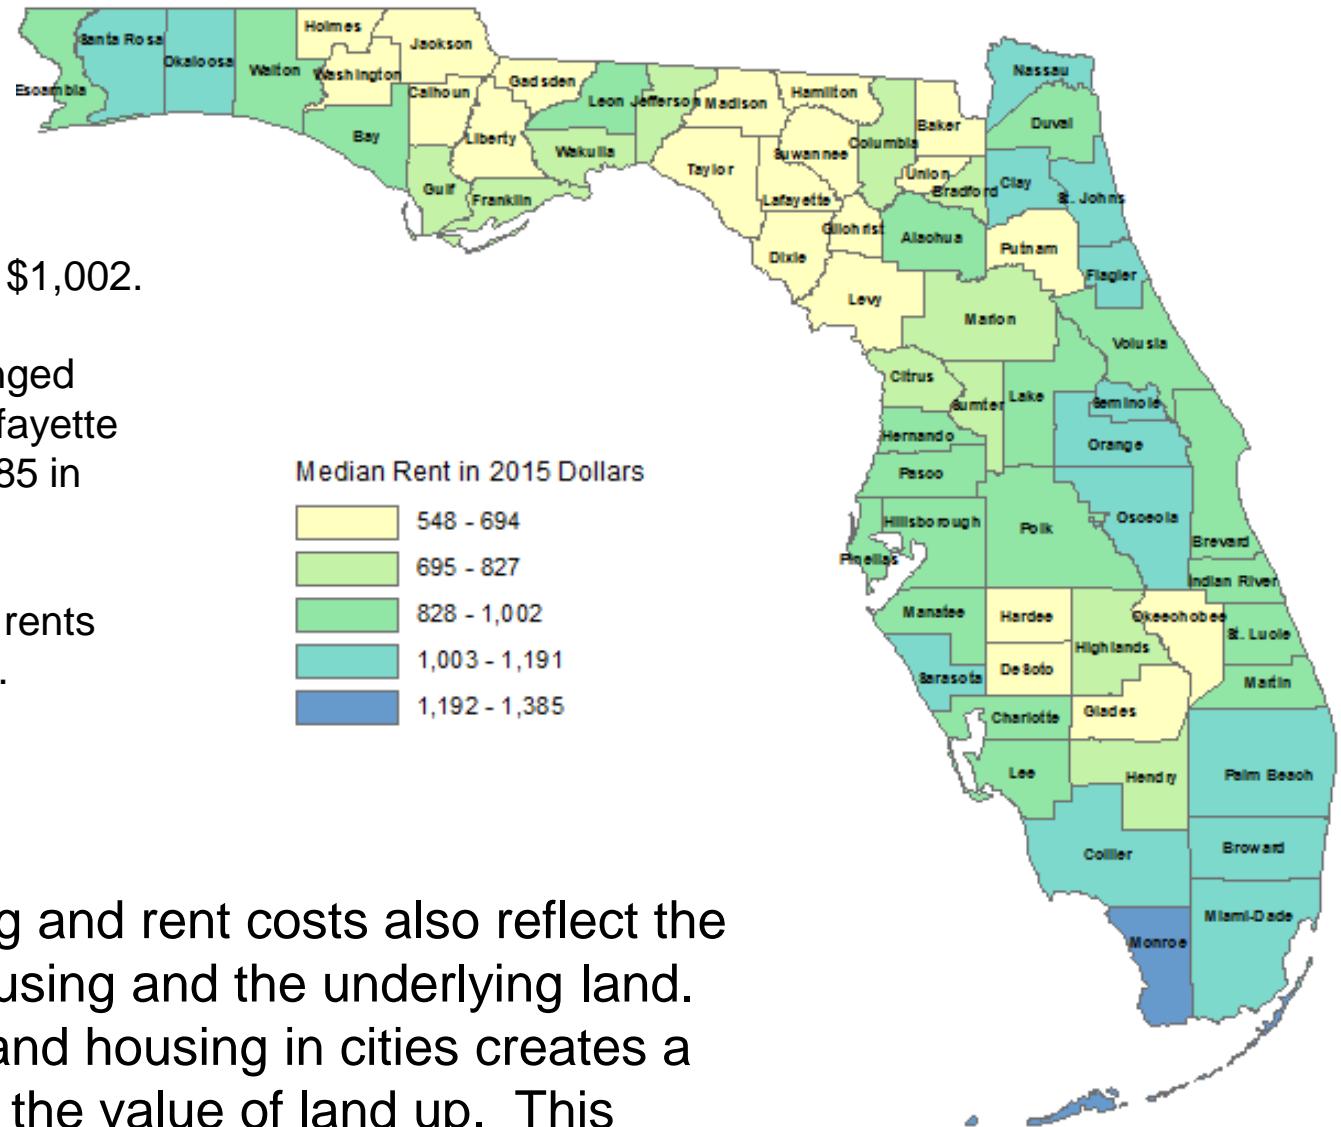 Holmes
Jackson
Santa Rosa
Okaloosa
Walton
Washington
Escambia
Calhoun
Gadsden
Leon
Jefferson
Madison
Hamilton
Nassau
Bay
Liberty
Wakulla
Taylor
Suwannee
Columbia
Baker
Duval
Gulf
Franklin
Lafayette
Union
Bradford
Clay
St. Johns
Dixie
Gilchrist
Alachua
Putnam
Flagler
Levy
Marion
Volusia
Citrus
Sumter
Lake
Seminole
Hernando
Orange
Pasco
Hillsborough
Polk
Osceola
Brevard
Pinellas
Indian River
Manatee
Hardee
Okeechobee
St. Lucie
Highlands
Sarasota
DeSoto
Martin
Charlotte
Glades
Lee
Hendry
Palm Beach
Collier
Broward
Miami-Dade
Monroe
$1,002.
nged
fayette
85 in
rents
.
Median Rent in 2015 Dollars
548 - 694
695 - 827
828 - 1,002
1,003 - 1,191
1,192 - 1,385
g and rent costs also reflect the
using and the underlying land.
and housing in cities creates a
the value of land up. This